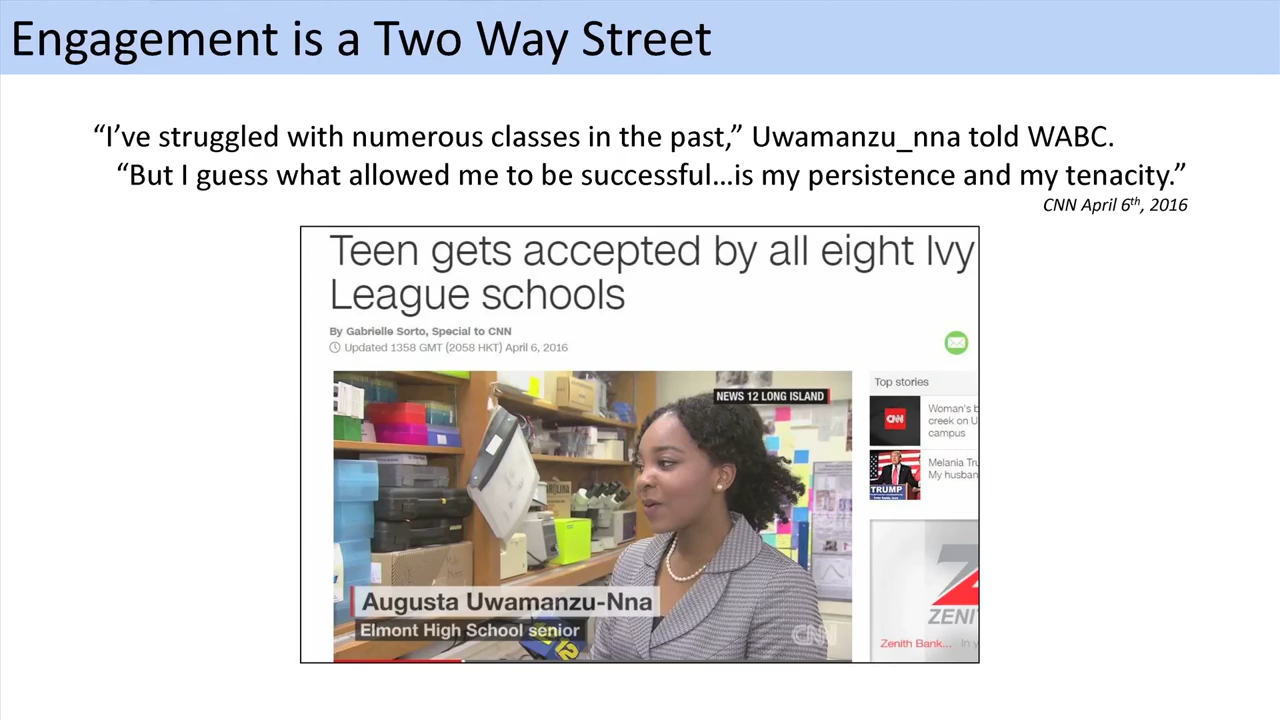 Engagement is a Two Way Street
“I’ve struggled with numerous classes in the past,” Uwamanzu_nna told WABC.
“But I guess what allowed me to be successful…is my persistence and my tenacity.”
CNN April 6th, 2016
Teen gets accepted by all eight Ivy
League schools
By Gabrielle Sorto, Special to CNN
Updated 1358 GMT (2058 HKT) April 6, 2016
NEWS 12 LONG ISLAND
Augusta Uwamanzu-Nna
Elmont High School senior
CNN
Top stories
CNN
Woman's
creek on
campus
TRUMP
Melania
My
Zenith Bank...